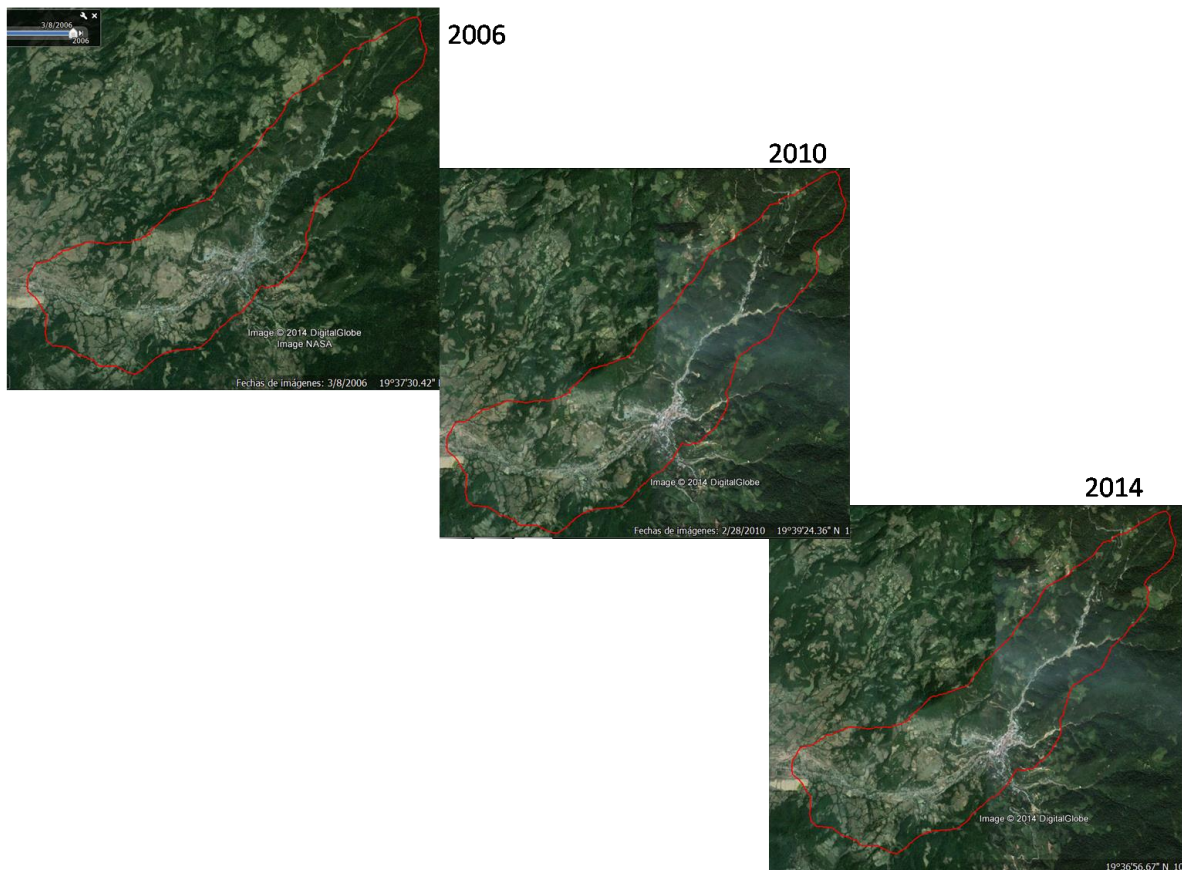 3/8/2006
2006
2006
Image © 2014 DigitalGlobe
Image NASA
Fechas de imágenes: 3/8/2006 19°37'30.42"
2010
Image © 2014 DigitalGlobe
Fechas de imágenes: 2/28/2010 19°39'24.36" N 1
2014
Image © 2014 DigitalGlobe
19°36'56.67" N 10